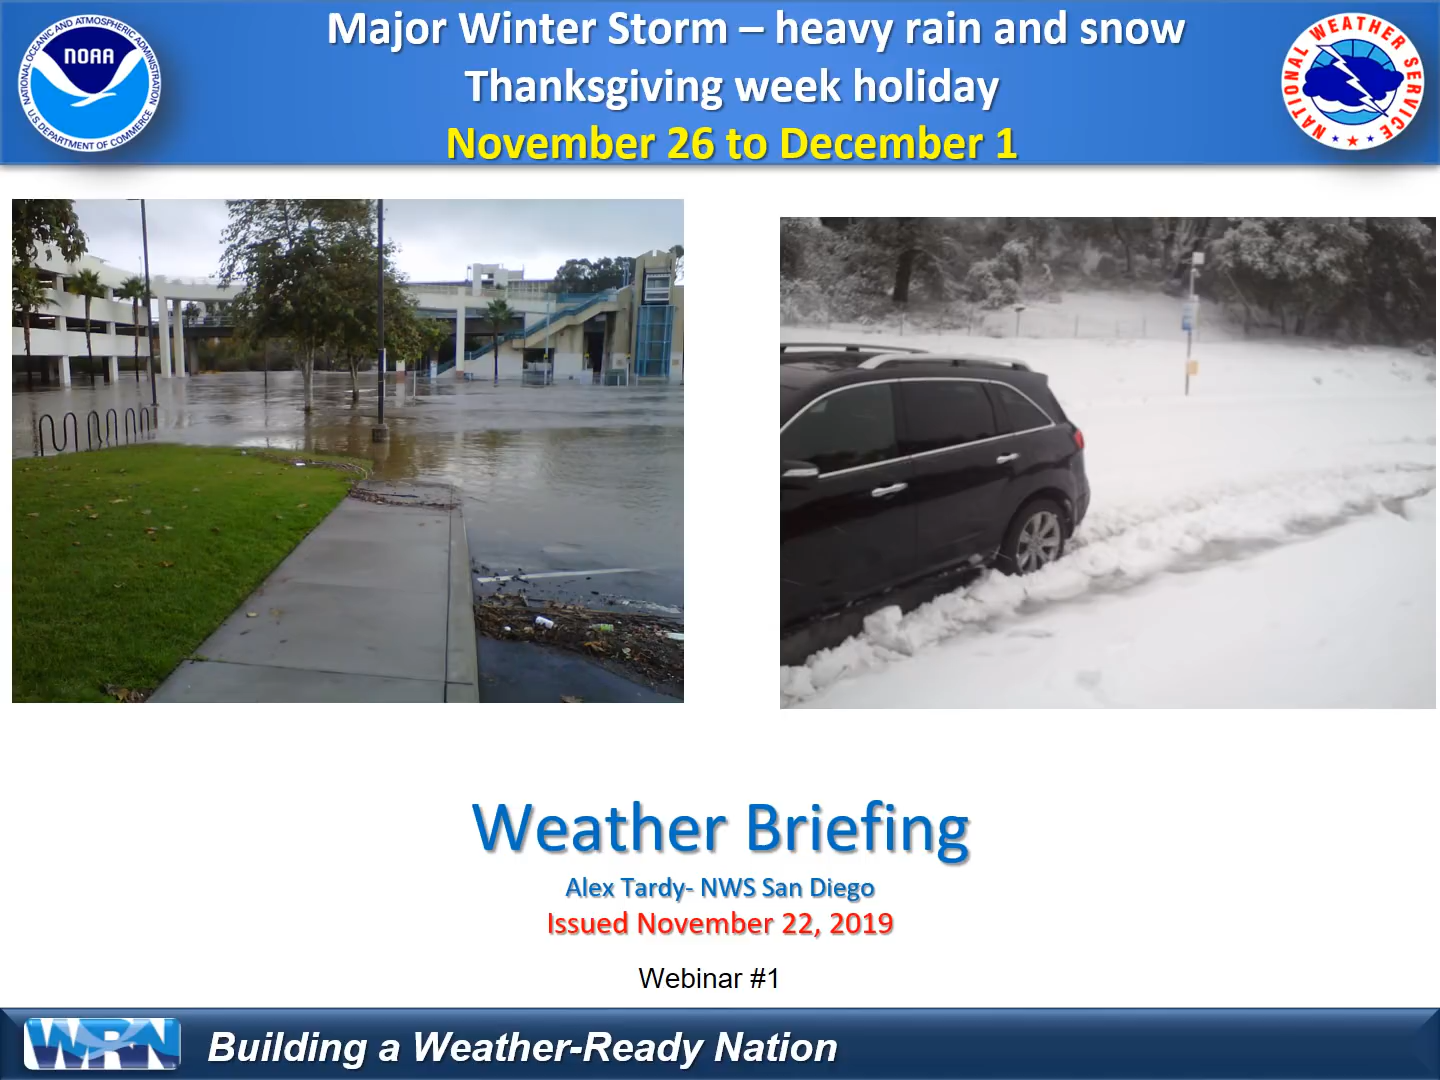 Major Winter Storm – heavy rain and snow
Thanksgiving week holiday
November 26 to December 1
NATIONAL OCEANIC AND ATMOSPHERIC ADMINISTRATION
NOAA
U.S. DEPARTMENT OF COMMERCE
NATIONAL WEATHER SERVICE
Weather Briefing
Alex Tardy- NWS San Diego
Issued November 22, 2019
Webinar #1
WRN
Building a Weather-Ready Nation